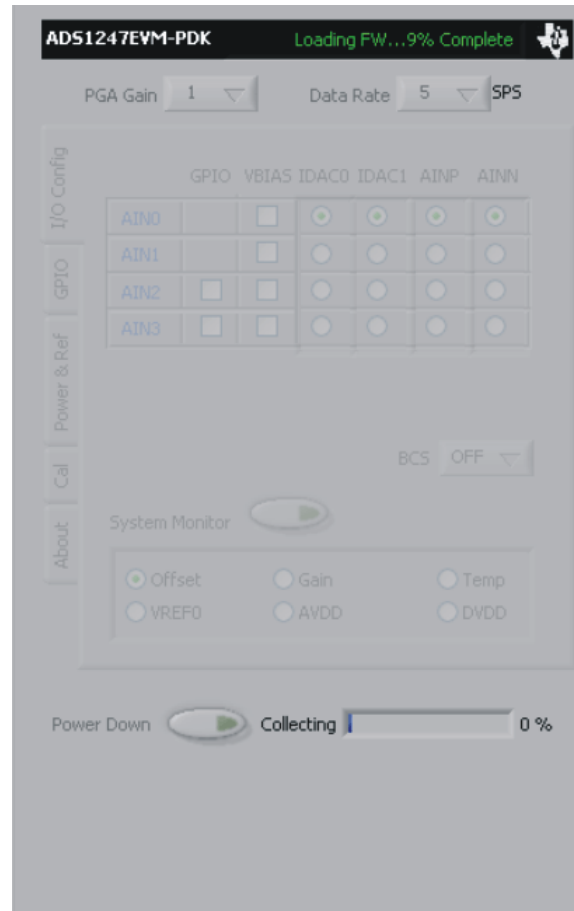 ADS1247EVM-PDK Loading FW...9% Complete
PGA Gain 1 Data Rate 5 SPS
I/O Config
GPIO
Power & Ref
Cal
About
GPIO VBIAS IDAC0 IDAC1 AINP AINN
AIN0
AIN1
AIN2
AIN3
BCS OFF
System Monitor
Offset Gain Temp
VREF0 AVDD DVDD
Power Down Collecting 0 %